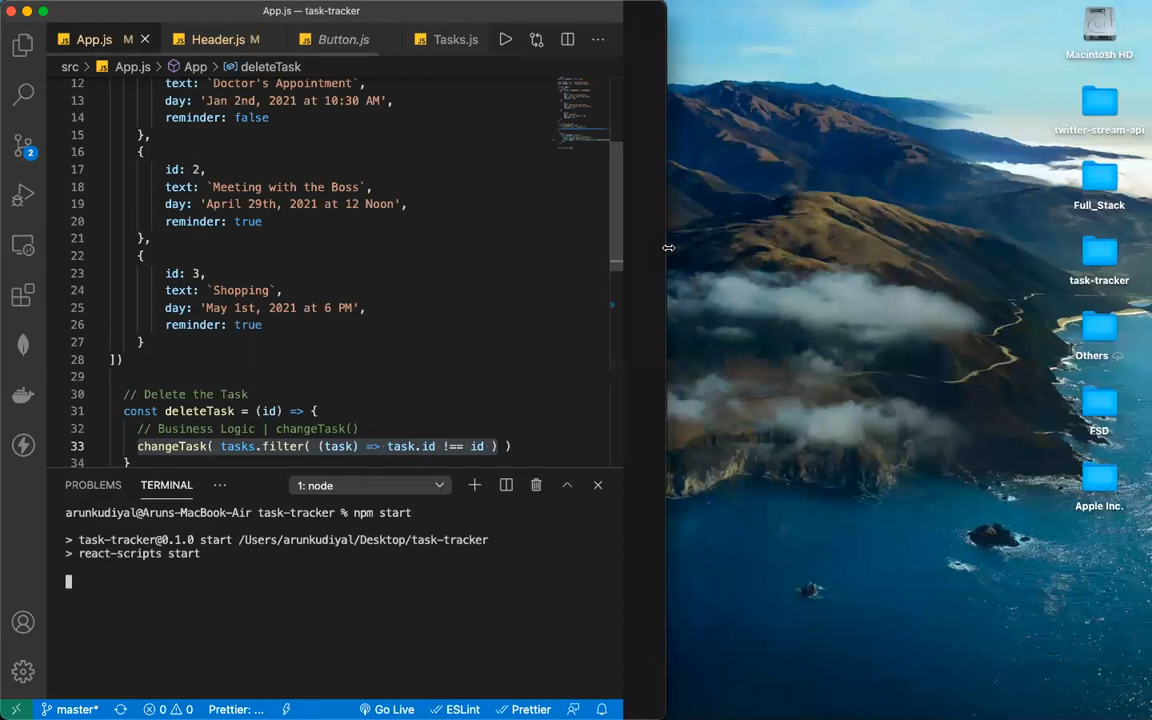 App.js — task-tracker
App.js M
Header.js M
Button.js
Tasks.js
src > App.js > App > deleteTask
12 text: `Doctor's Appointment`,
13 day: 'Jan 2nd, 2021 at 10:30 AM',
14 reminder: false
15 },
16 {
17 id: 2,
18 text: `Meeting with the Boss`,
19 day: 'April 29th, 2021 at 12 Noon',
20 reminder: true
21 },
22 {
23 id: 3,
24 text: `Shopping`,
25 day: 'May 1st, 2021 at 6 PM',
26 reminder: true
27 }
28 ])
29
30 // Delete the Task
31 const deleteTask = (id) => {
32 // Business Logic | changeTask()
33 changeTask( tasks.filter( (task) => task.id !== id ) )
34 }
2
PROBLEMS TERMINAL ··· 1: node
arunkudiyal@Aruns-MacBook-Air task-tracker % npm start
> task-tracker@0.1.0 start /Users/arunkudiyal/Desktop/task-tracker
> react-scripts start
master* 0 0 Prettier: ... Go Live ESLint Prettier
Macintosh HD
twitter-stream-api
Full_Stack
task-tracker
Others
FSD
Apple Inc.